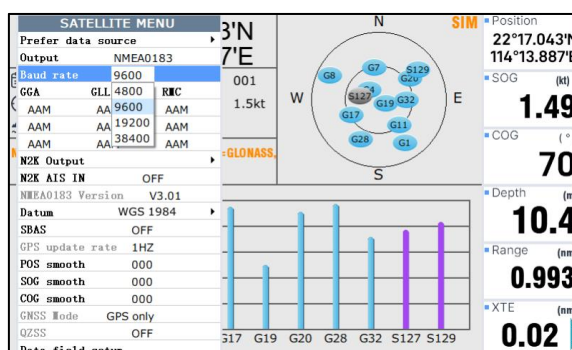 SATELLITE MENU
Prefer data source
Output NMEA0183
Baud rate 9600
4800
9600
19200
38400
GGA GLL RMC
AAM AAM
AAM AAM
AAM AAM
N2K Output
N2K AIS IN OFF
NMEA0183 Version V3.01
Datum WGS 1984
SBAS OFF
GPS update rate 1HZ
POS smooth 000
SOG smooth 000
COG smooth 000
GNSS Mode GPS only
QZSS OFF
Data field setup
3'N
7'E
001
1.5kt
=GLONASS,
N
W
E
S
SIM
G8
G7
G20
S129
S127
G19
G32
G17
G11
G28
G1
G17 G19 G20 G28 G32 S127 S129
Position
22°17.043'N
114°13.887'E
SOG (kt)
1.49
COG (°
70
Depth (m
10.4
Range (nm
0.993
XTE (nm
0.02